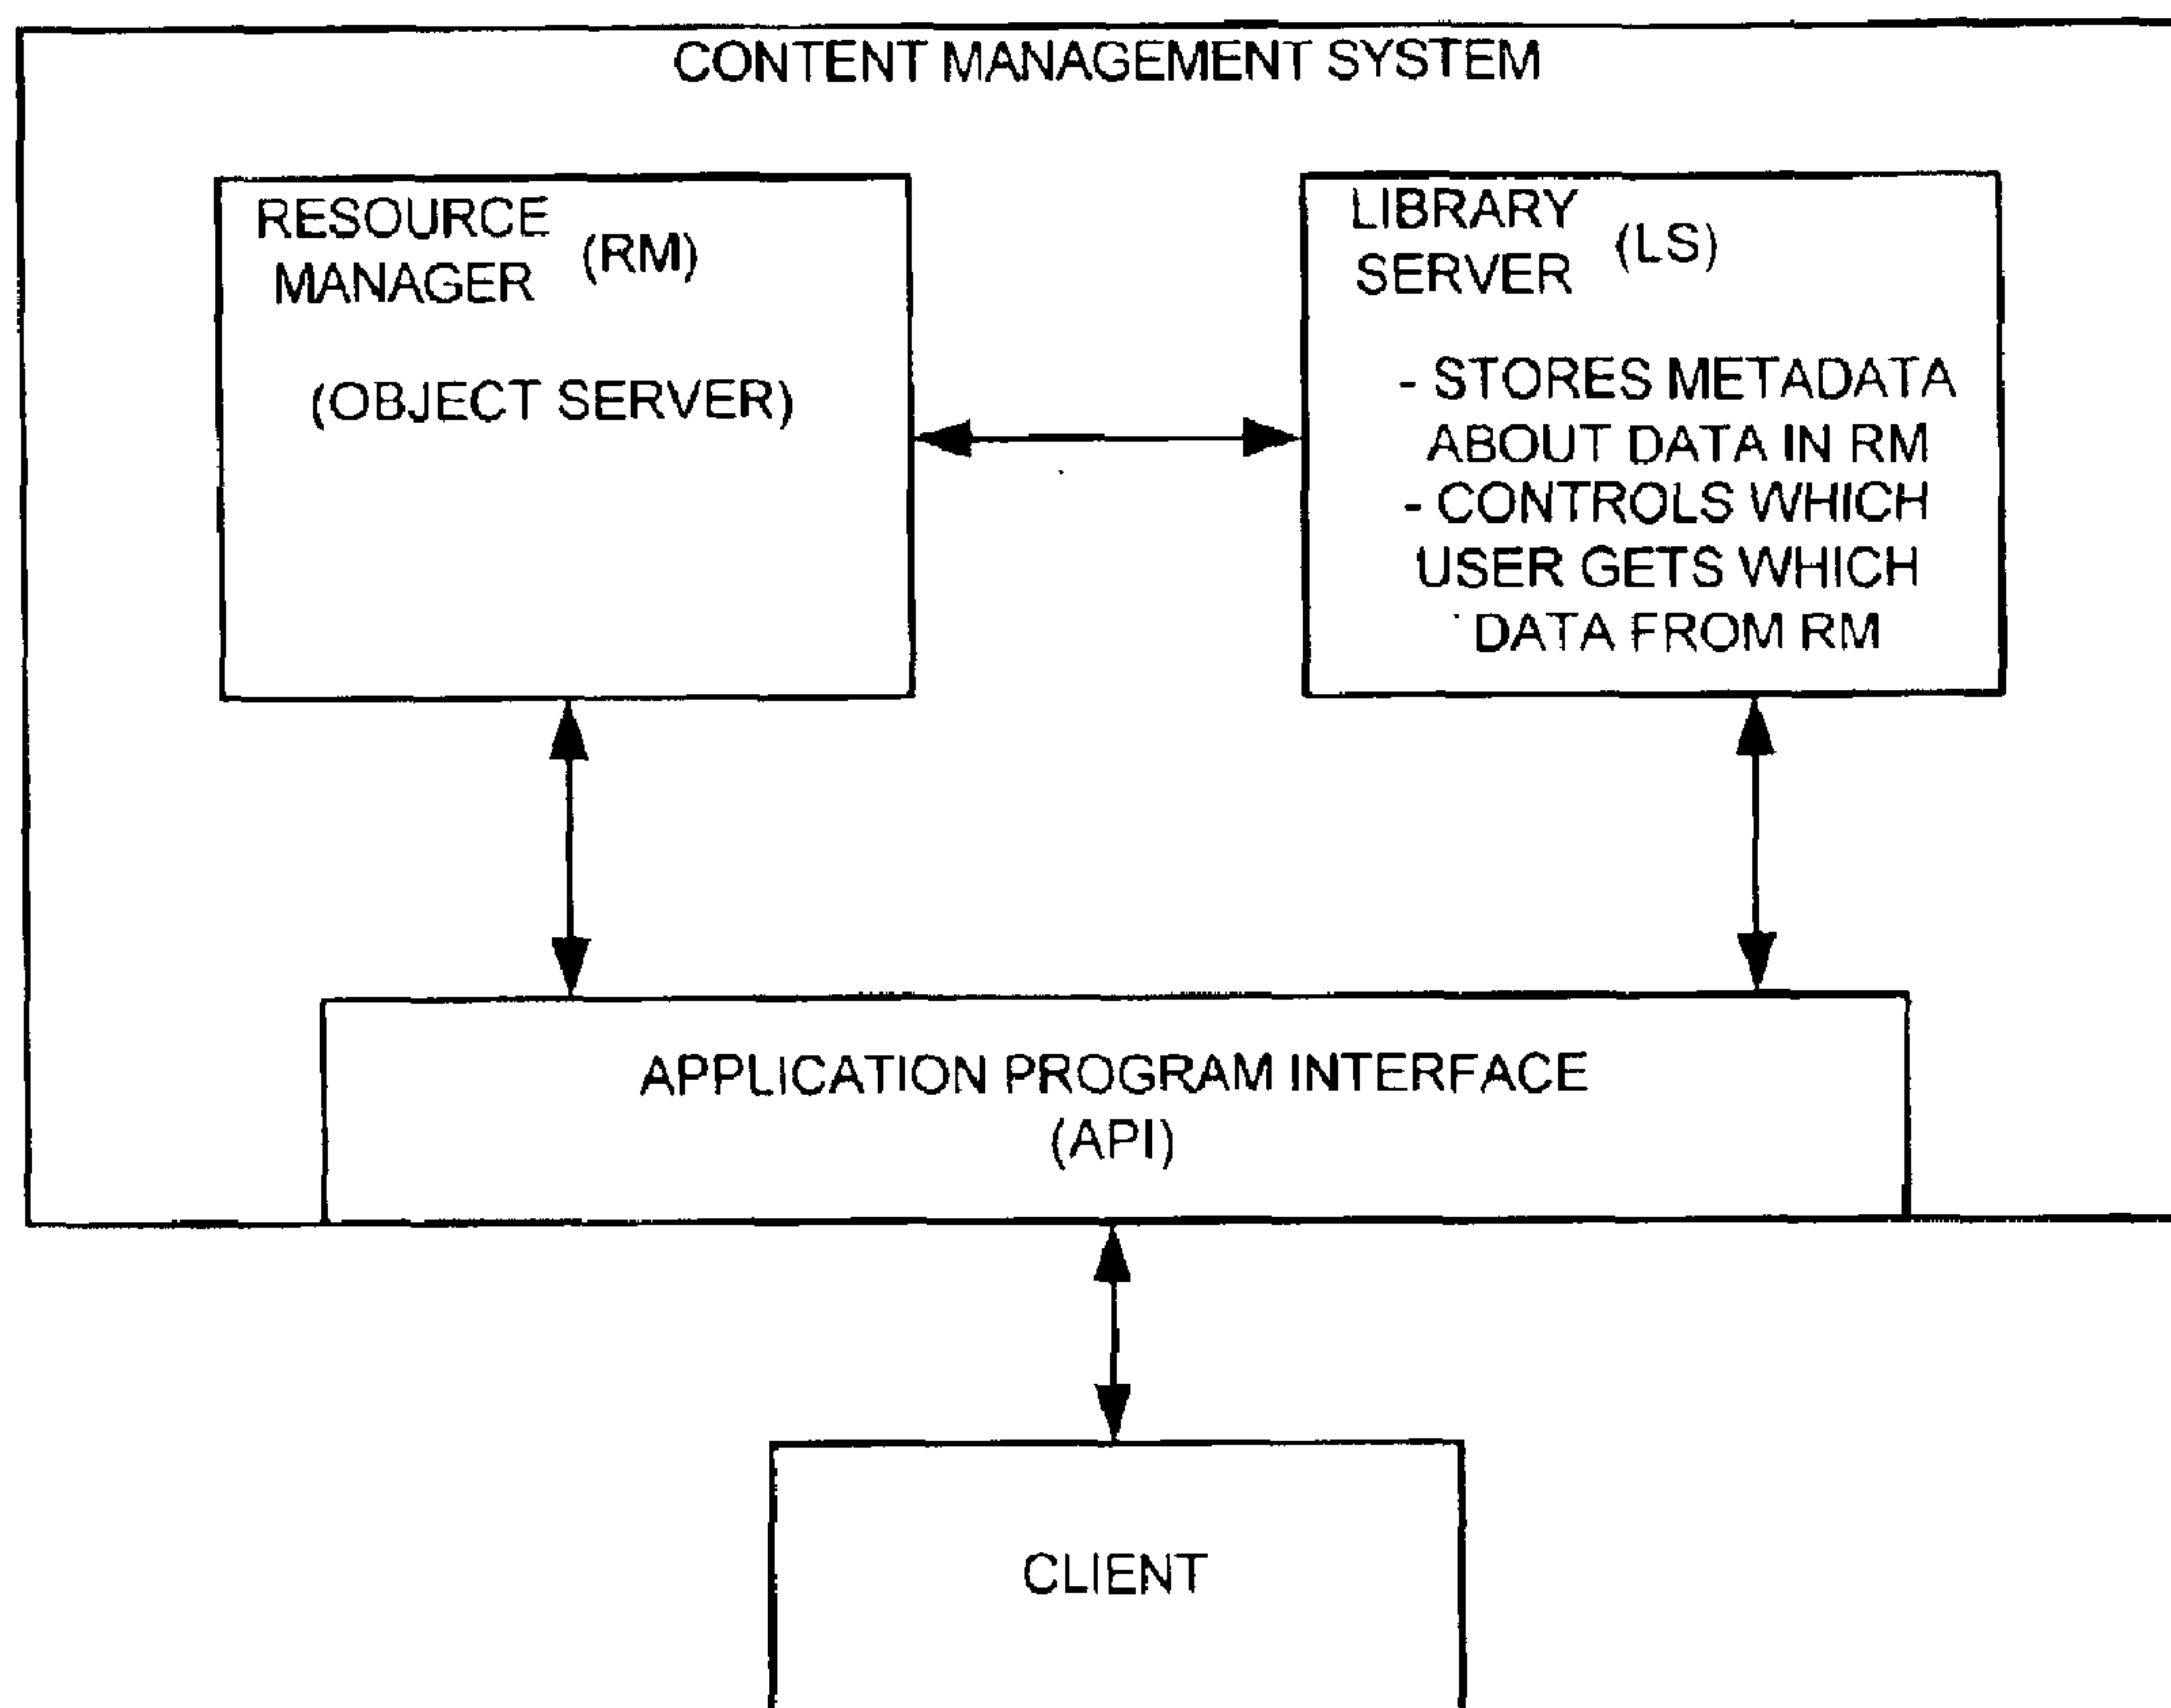 CONTENT MANAGEMENT SYSTEM
RESOURCE
MANAGER (RM)
(OBJECT SERVER)
LIBRARY
SERVER (LS)
- STORES METADATA
ABOUT DATA IN RM
- CONTROLS WHICH
USER GETS WHICH
DATA FROM RM
APPLICATION PROGRAM INTERFACE
(API)
CLIENT